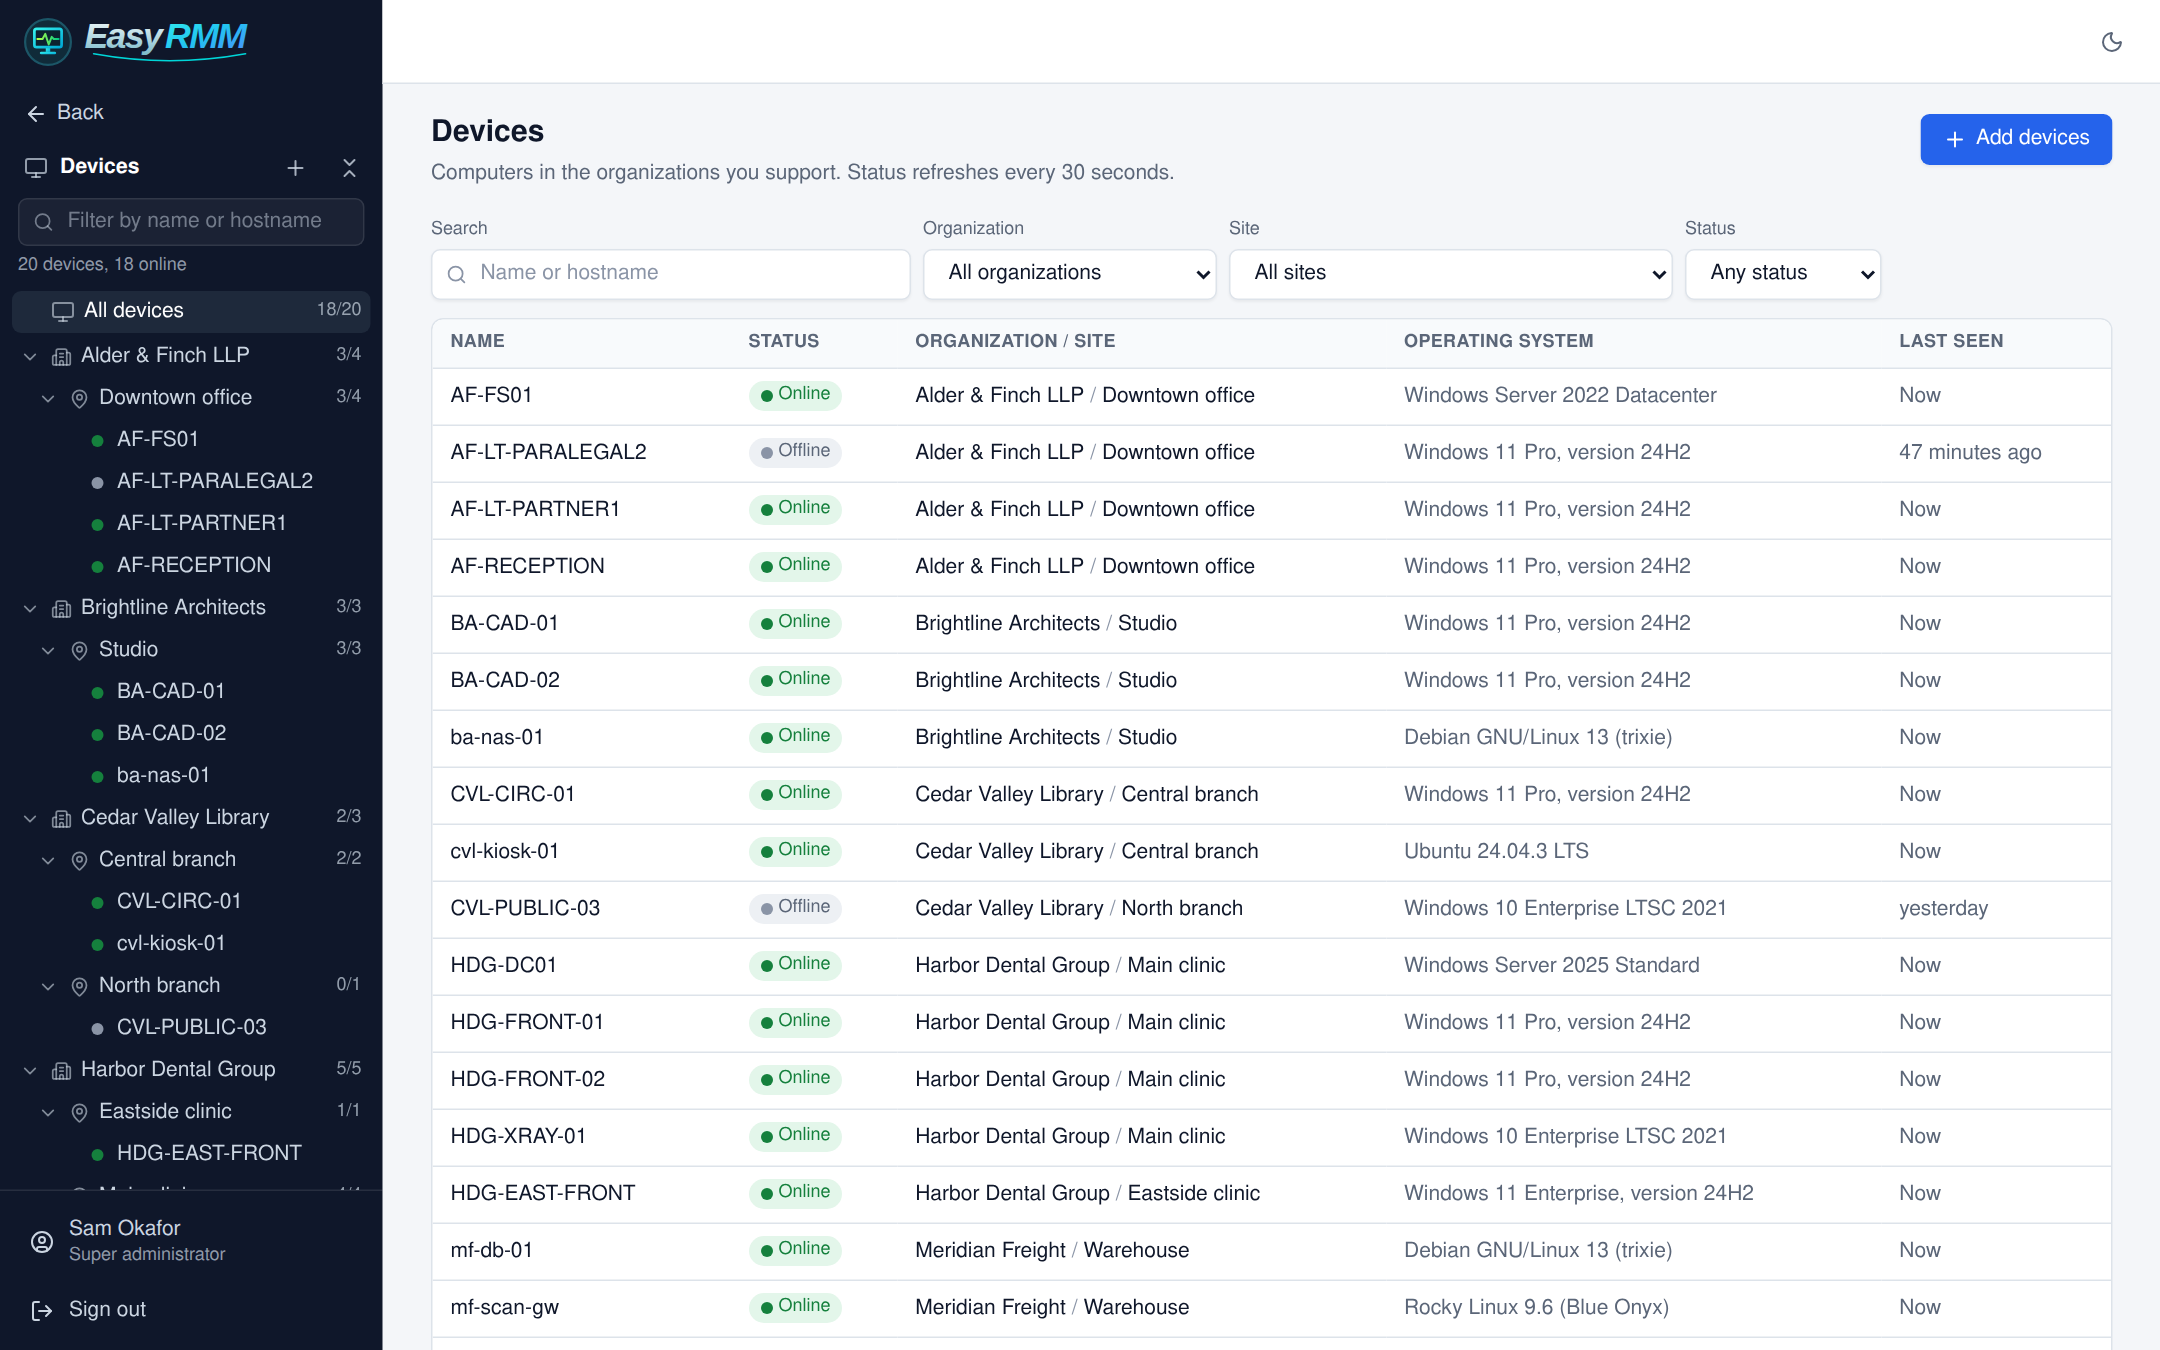 EasyRMM
Back
Devices
Filter by name or hostname
20 devices, 18 online
All devices 18/20
Alder & Finch LLP 3/4
Downtown office 3/4
AF-FS01
AF-LT-PARALEGAL2
AF-LT-PARTNER1
AF-RECEPTION
Brightline Architects 3/3
Studio 3/3
BA-CAD-01
BA-CAD-02
ba-nas-01
Cedar Valley Library 2/3
Central branch 2/2
CVL-CIRC-01
cvl-kiosk-01
North branch 0/1
CVL-PUBLIC-03
Harbor Dental Group 5/5
Eastside clinic 1/1
HDG-EAST-FRONT
Sam Okafor
Super administrator
Sign out
Devices
Computers in the organizations you support. Status refreshes every 30 seconds.
Add devices
Search Organization Site Status
Name or hostname All organizations All sites Any status
NAME STATUS ORGANIZATION / SITE OPERATING SYSTEM LAST SEEN
AF-FS01 Online Alder & Finch LLP / Downtown office Windows Server 2022 Datacenter Now
AF-LT-PARALEGAL2 Offline Alder & Finch LLP / Downtown office Windows 11 Pro, version 24H2 47 minutes ago
AF-LT-PARTNER1 Online Alder & Finch LLP / Downtown office Windows 11 Pro, version 24H2 Now
AF-RECEPTION Online Alder & Finch LLP / Downtown office Windows 11 Pro, version 24H2 Now
BA-CAD-01 Online Brightline Architects / Studio Windows 11 Pro, version 24H2 Now
BA-CAD-02 Online Brightline Architects / Studio Windows 11 Pro, version 24H2 Now
ba-nas-01 Online Brightline Architects / Studio Debian GNU/Linux 13 (trixie) Now
CVL-CIRC-01 Online Cedar Valley Library / Central branch Windows 11 Pro, version 24H2 Now
cvl-kiosk-01 Online Cedar Valley Library / Central branch Ubuntu 24.04.3 LTS Now
CVL-PUBLIC-03 Offline Cedar Valley Library / North branch Windows 10 Enterprise LTSC 2021 yesterday
HDG-DC01 Online Harbor Dental Group / Main clinic Windows Server 2025 Standard Now
HDG-FRONT-01 Online Harbor Dental Group / Main clinic Windows 11 Pro, version 24H2 Now
HDG-FRONT-02 Online Harbor Dental Group / Main clinic Windows 11 Pro, version 24H2 Now
HDG-XRAY-01 Online Harbor Dental Group / Main clinic Windows 10 Enterprise LTSC 2021 Now
HDG-EAST-FRONT Online Harbor Dental Group / Eastside clinic Windows 11 Enterprise, version 24H2 Now
mf-db-01 Online Meridian Freight / Warehouse Debian GNU/Linux 13 (trixie) Now
mf-scan-gw Online Meridian Freight / Warehouse Rocky Linux 9.6 (Blue Onyx) Now